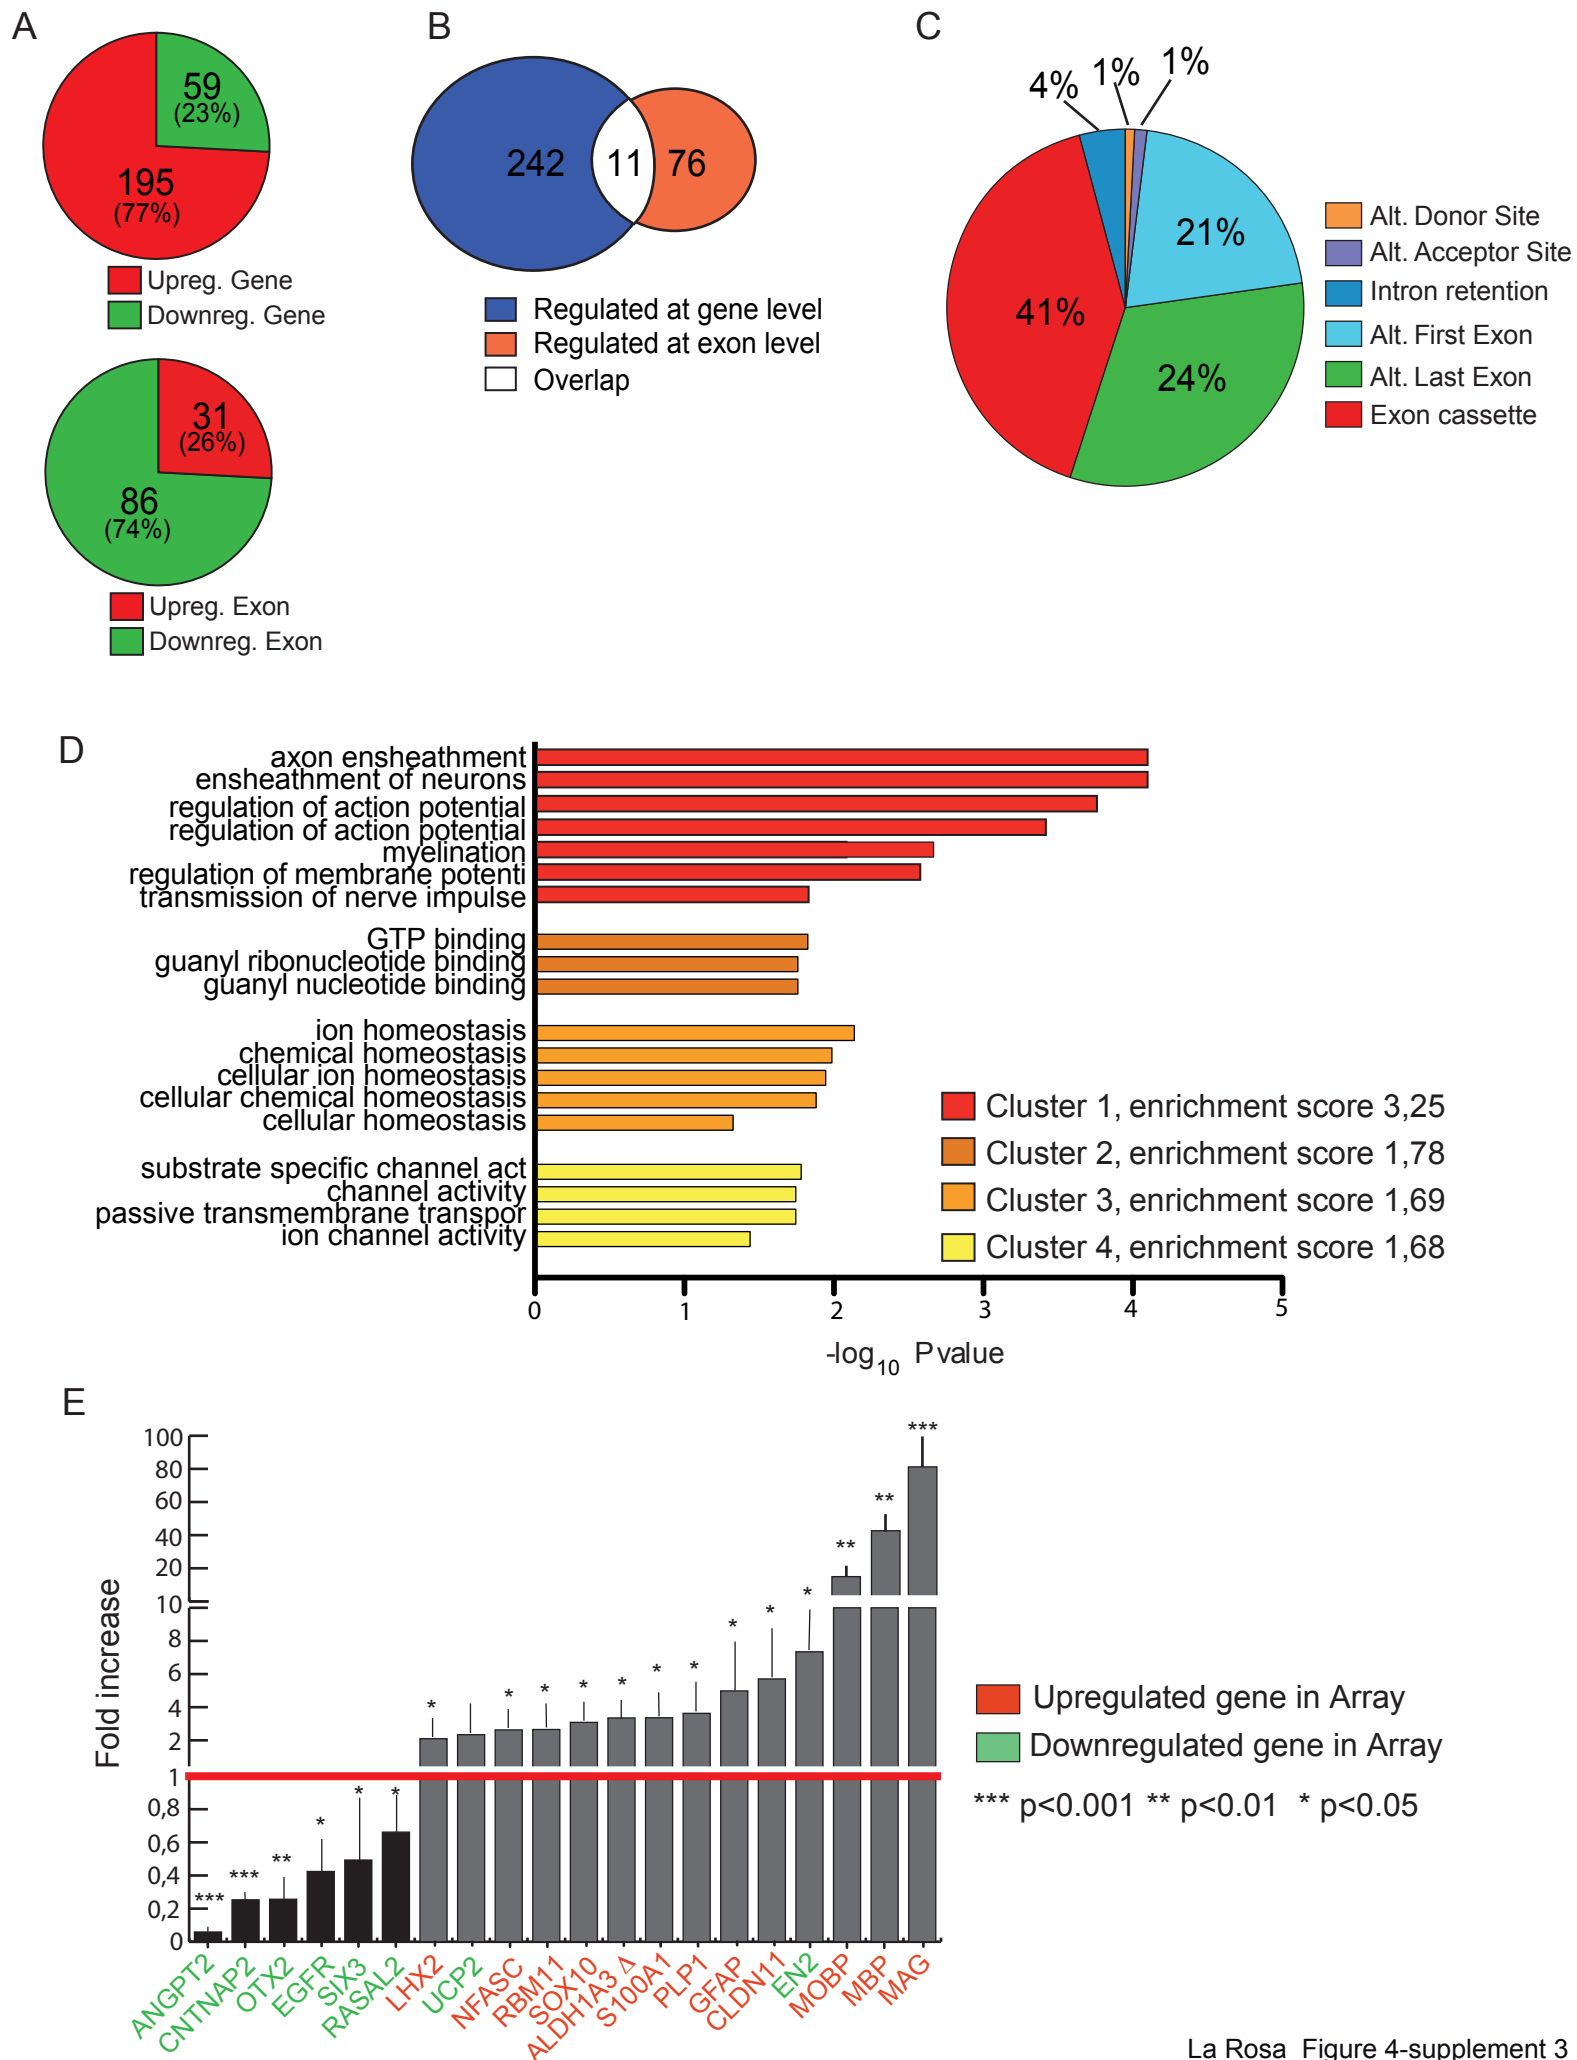 A
59
(23%)
195
(77%)
Upreg. Gene
Downreg. Gene
31
(26%)
86
(74%)
Upreg. Exon
Downreg. Exon
B
242
11
76
Regulated at gene level
Regulated at exon level
Overlap
C
4%
1%
1%
21%
41%
24%
Alt. Donor Site
Alt. Acceptor Site
Intron retention
Alt. First Exon
Alt. Last Exon
Exon cassette
D
axon ensheathment
ensheathment of neurons
regulation of action potential
regulation of action potential
myelination
regulation of membrane potenti
transmission of nerve impulse
GTP binding
guanyl ribonucleotide binding
guanyl nucleotide binding
ion homeostasis
chemical homeostasis
cellular ion homeostasis
cellular chemical homeostasis
cellular homeostasis
substrate specific channel act
channel activity
passive transmembrane transpor
ion channel activity
Cluster 1, enrichment score 3,25
Cluster 2, enrichment score 1,78
Cluster 3, enrichment score 1,69
Cluster 4, enrichment score 1,68
0 1 2 3 4 5
-log10 Pvalue
E
Fold increase
100
80
60
40
20
10
10
8
6
4
2
1
0,8
0,6
0,4
0,2
0
***
***
**
*
*
*
*
*
*
*
*
*
*
*
*
*
**
**
***
ANGPT2
CNTNAP2
OTX2
EGFR
SIX3
RASAL2
LHX2
UCP2
NFASC
RBM11
SOX10
ALDH1A3 Δ
S100A1
PLP1
GFAP
CLDN11
EN2
MOBP
MBP
MAG
Upregulated gene in Array
Downregulated gene in Array
*** p<0.001 ** p<0.01 * p<0.05
La Rosa Figure 4-supplement 3